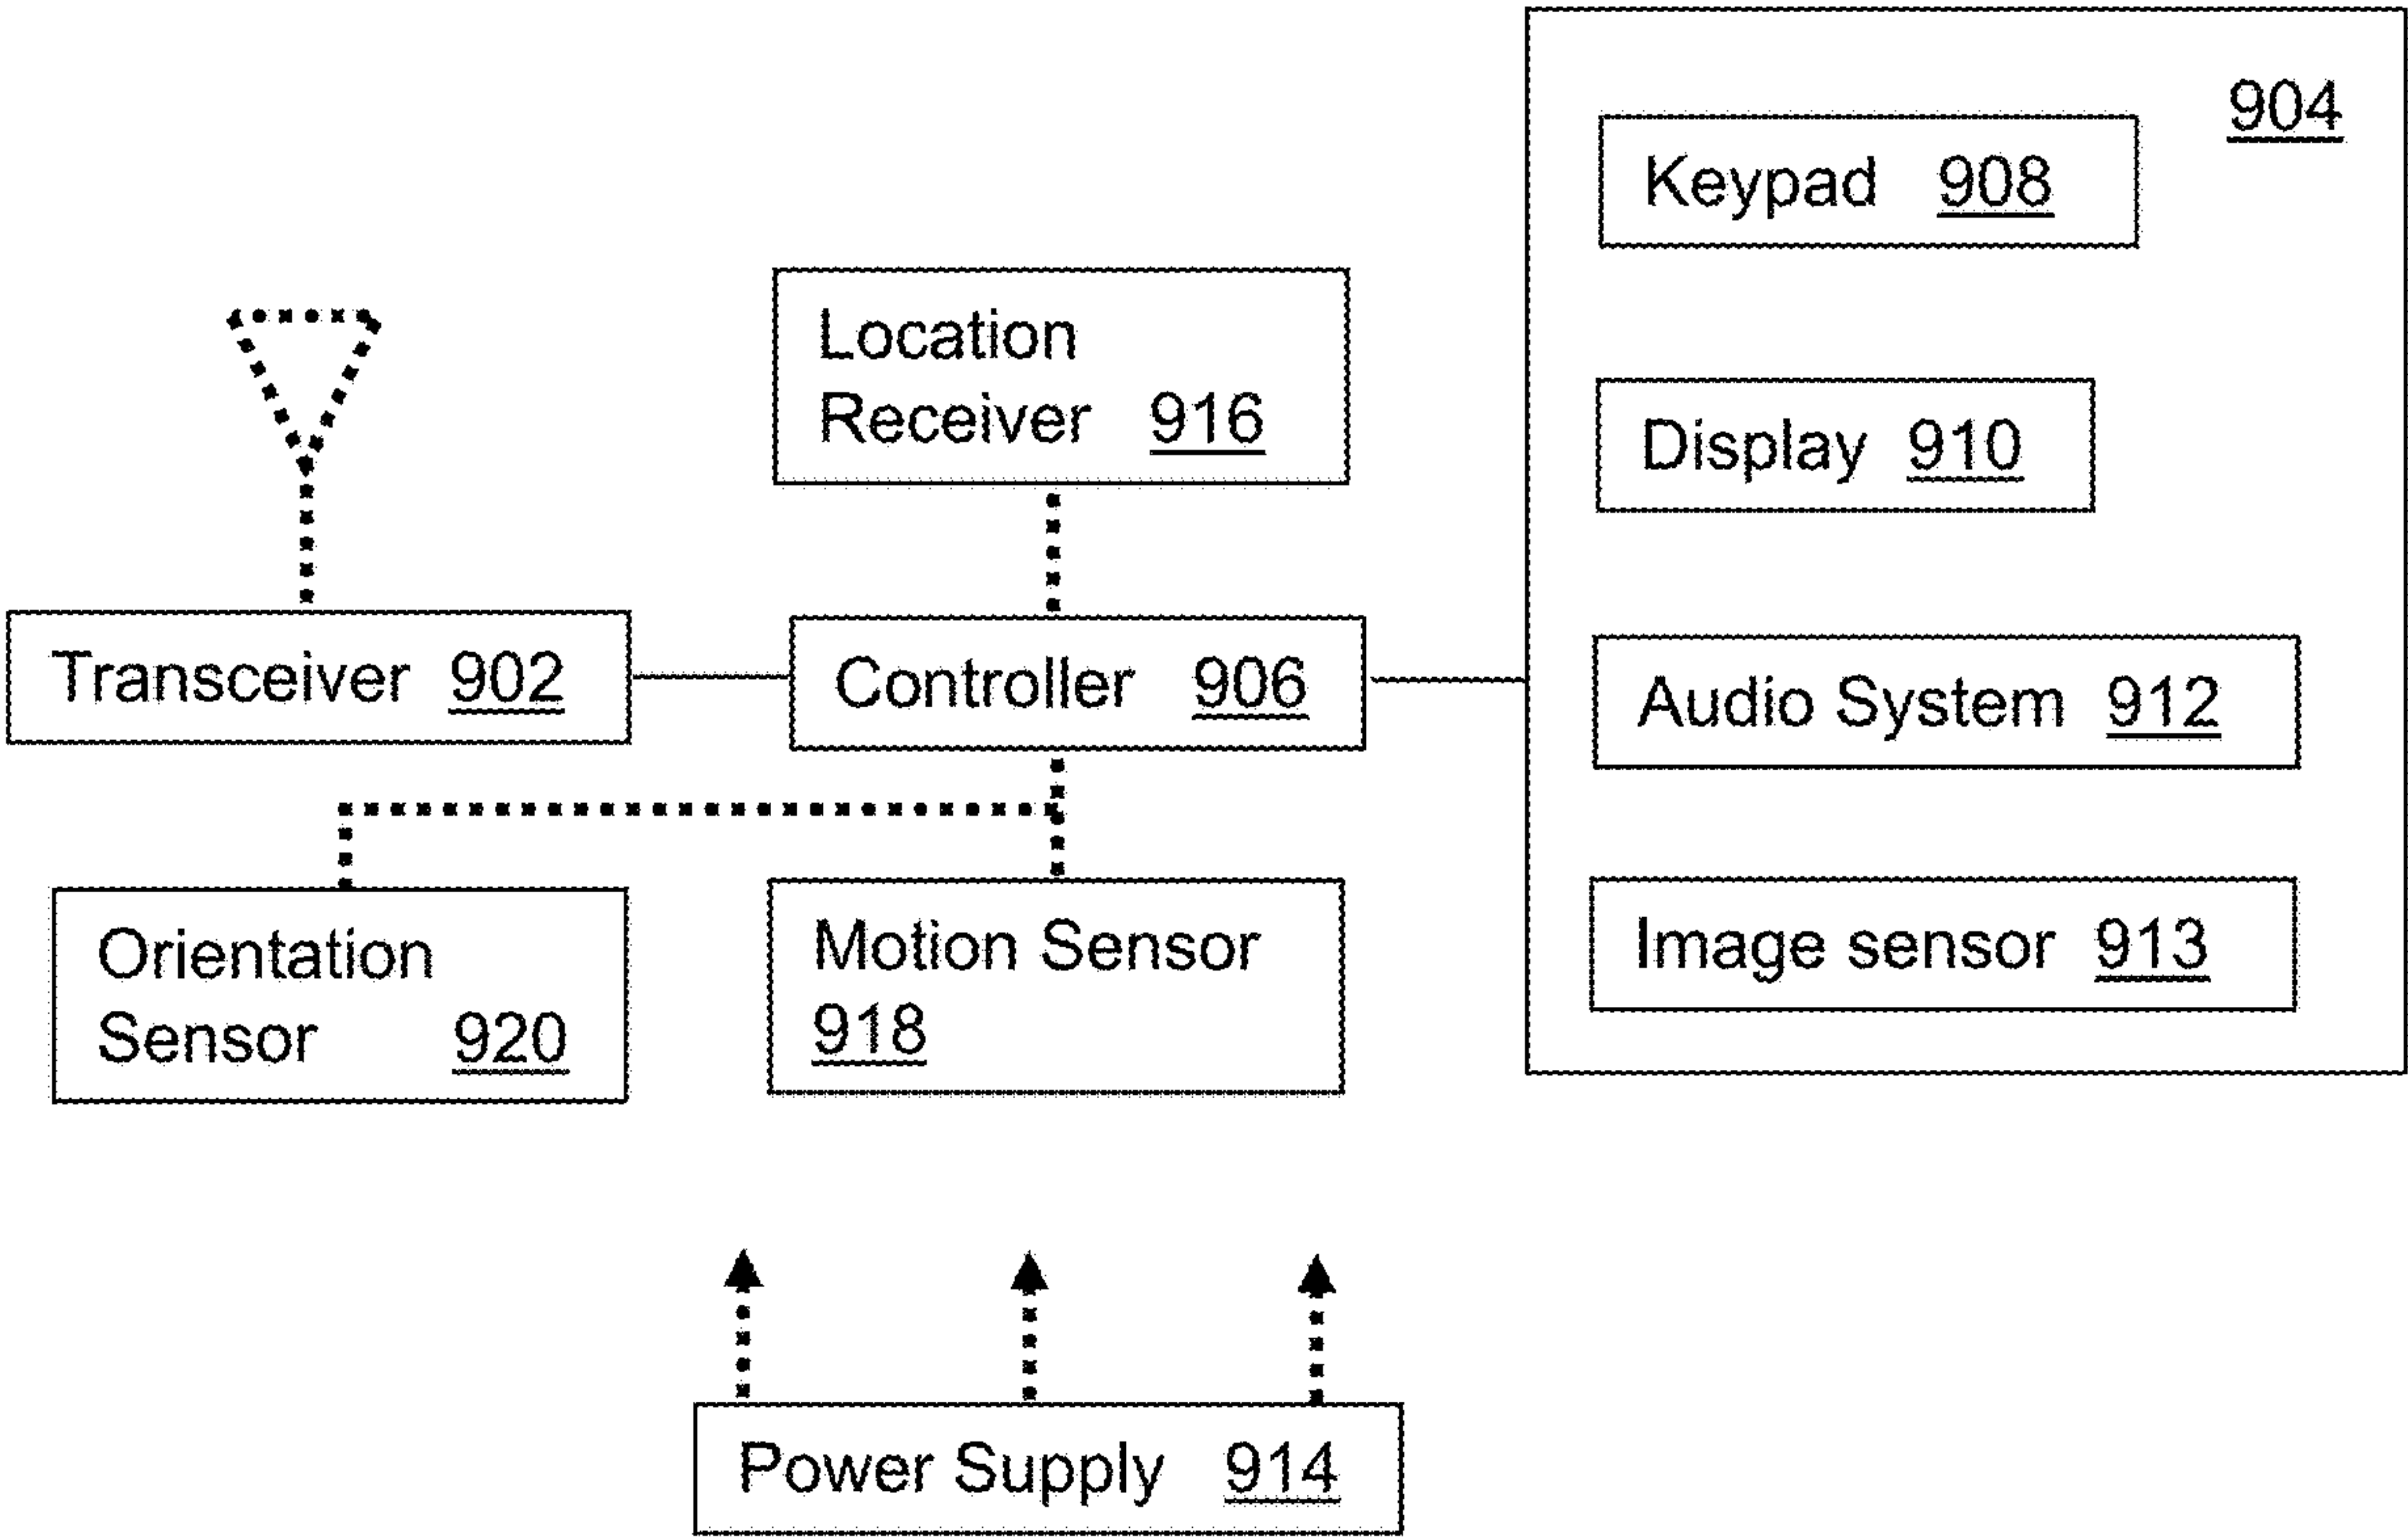 904
Keypad 908
Location
Receiver 916
Display 910
Transceiver 902
Controller 906
Audio System 912
Orientation
Sensor 920
Motion Sensor
918
Image sensor 913
Power Supply 914